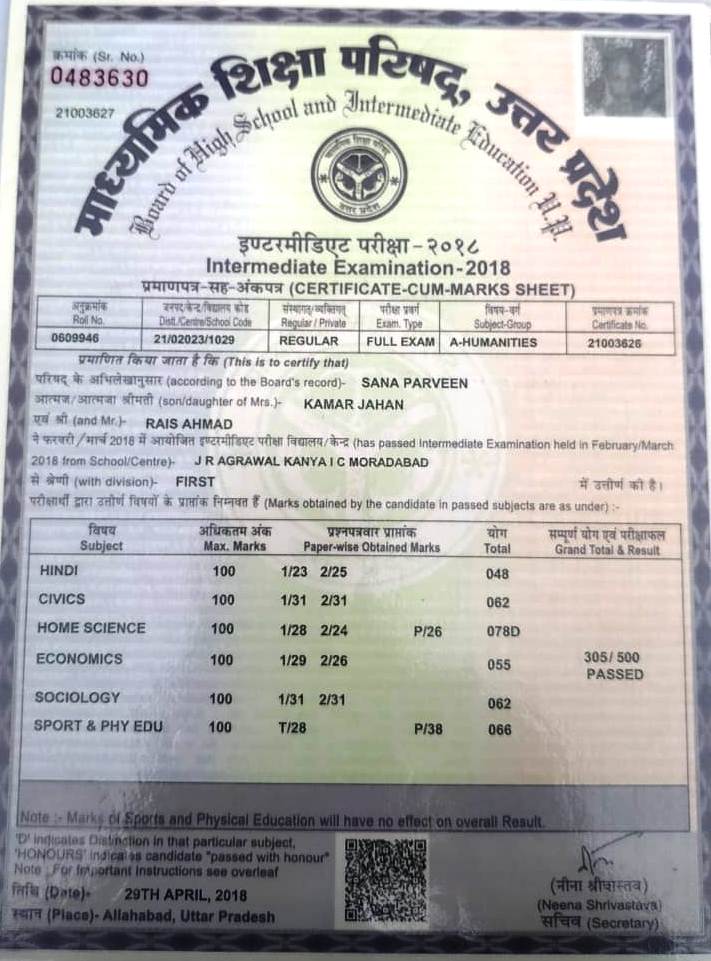 क्रमांक (Sr. No.)
0483630
21003627
माध्यमिक शिक्षा परिषद, उत्तर प्रदेश
Board of High School and Intermediate Education U.P.
माध्यमिक शिक्षा परिषद्
उत्तर प्रदेश
इण्टरमीडिएट परीक्षा-२०१८
Intermediate Examination-2018
प्रमाणपत्र-सह-अंकपत्र (CERTIFICATE-CUM-MARKS SHEET)
अनुक्रमांक जनपद/केन्द्र/विद्यालय कोड संस्थागत/व्यक्तिगत परीक्षा प्रवर्ग विषय-वर्ग प्रमाणपत्र क्रमांक
Roll No. Dist./Centre/School Code Regular / Private Exam. Type Subject-Group Certificate No.
0609946 21/02023/1029 REGULAR FULL EXAM A-HUMANITIES 21003626
प्रमाणित किया जाता है कि (This is to certify that)
परिषद के अभिलेखानुसार (according to the Board's record)- SANA PARVEEN
आत्मज/आत्मजा श्रीमती (son/daughter of Mrs.)- KAMAR JAHAN
एवं श्री (and Mr.)- RAIS AHMAD
ने फरवरी/मार्च 2018 में आयोजित इण्टरमीडिएट परीक्षा विद्यालय/केन्द्र (has passed Intermediate Examination held in February/March
2018 from School/Centre)- J R AGRAWAL KANYA I C MORADABAD
से श्रेणी (with division)- FIRST में उत्तीर्ण की है।
परीक्षार्थी द्वारा उत्तीर्ण विषयों के प्राप्तांक निम्नवत हैं (Marks obtained by the candidate in passed subjects are as under) :-
विषय अधिकतम अंक प्रश्नपत्रवार प्राप्तांक योग सम्पूर्ण योग एवं परीक्षाफल
Subject Max. Marks Paper-wise Obtained Marks Total Grand Total & Result
HINDI 100 1/23 2/25 048
CIVICS 100 1/31 2/31 062
HOME SCIENCE 100 1/28 2/24 P/26 078D
ECONOMICS 100 1/29 2/26 055 305/ 500
PASSED
SOCIOLOGY 100 1/31 2/31 062
SPORT & PHY EDU 100 T/28 P/38 066
Note :- Marks of Sports and Physical Education will have no effect on overall Result.
'D' indicates Distinction in that particular subject,
'HONOURS' indicates candidate "passed with honour"
Note : For Important Instructions see overleaf
तिथि (Date)- 29TH APRIL, 2018
स्थान (Place)- Allahabad, Uttar Pradesh
(नीना श्रीवास्तव)
(Neena Shrivastava)
सचिव (Secretary)